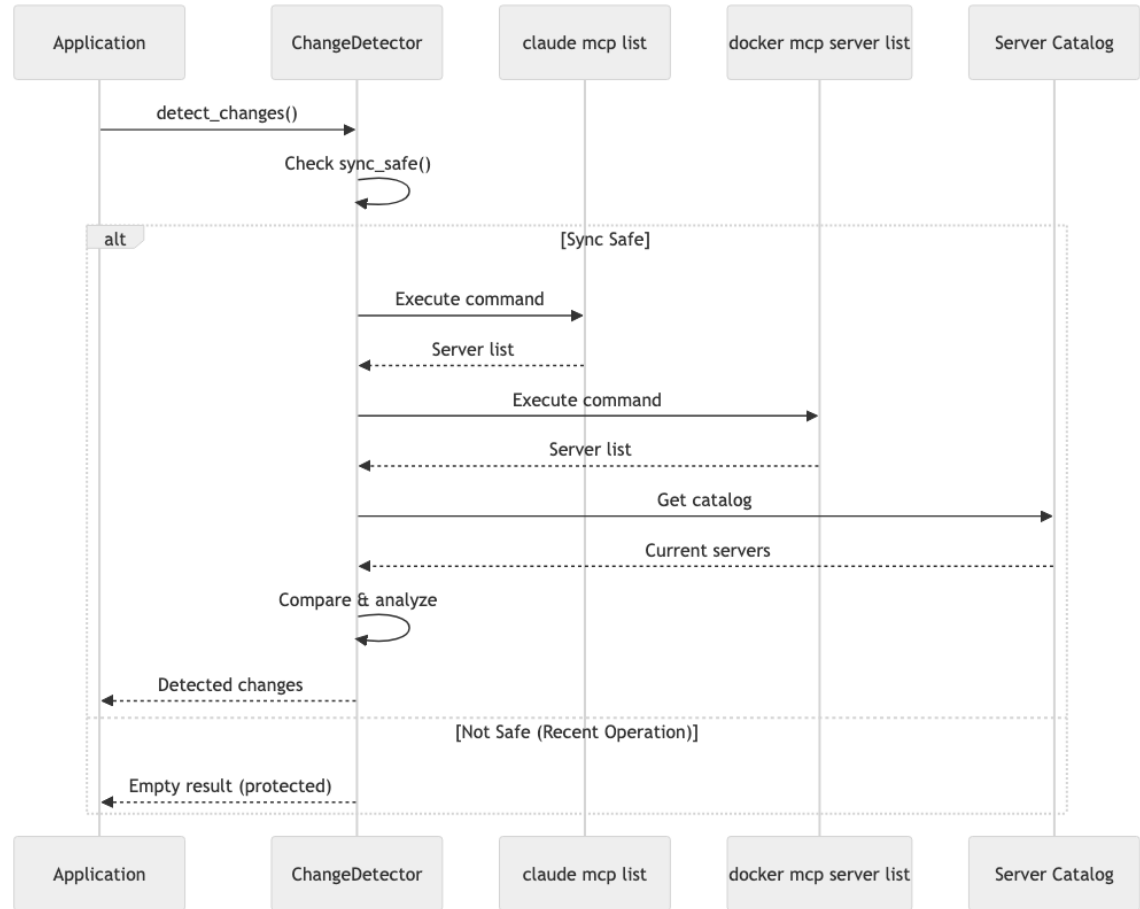 Application
ChangeDetector
claude mcp list
docker mcp server list
Server Catalog
detect_changes()
Check sync_safe()
alt
[Sync Safe]
Execute command
Server list
Execute command
Server list
Get catalog
Current servers
Compare & analyze
Detected changes
[Not Safe (Recent Operation)]
Empty result (protected)
Application
ChangeDetector
claude mcp list
docker mcp server list
Server Catalog